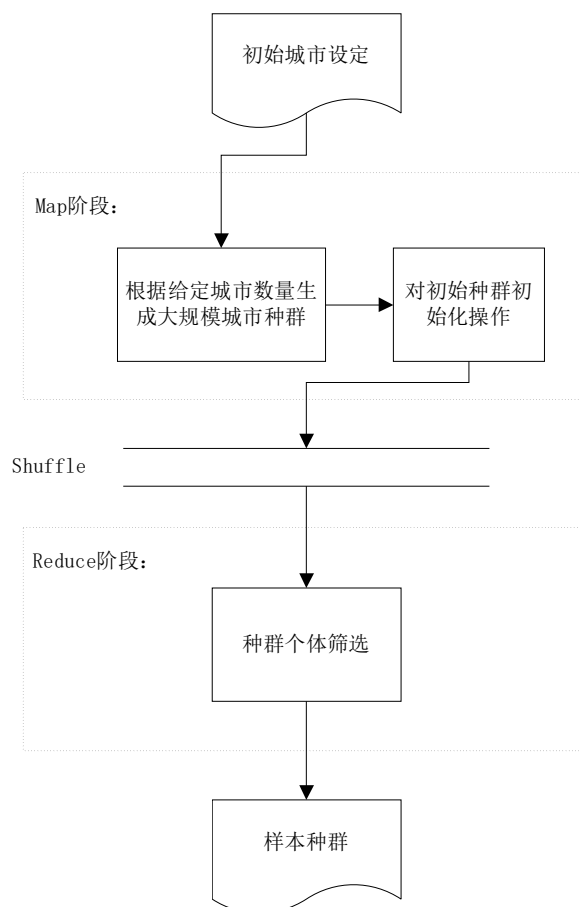 初始城市设定
Map阶段：
根据给定城市数量生
成大规模城市种群
对初始种群初
始化操作
Shuffle
Reduce阶段：
种群个体筛选
样本种群